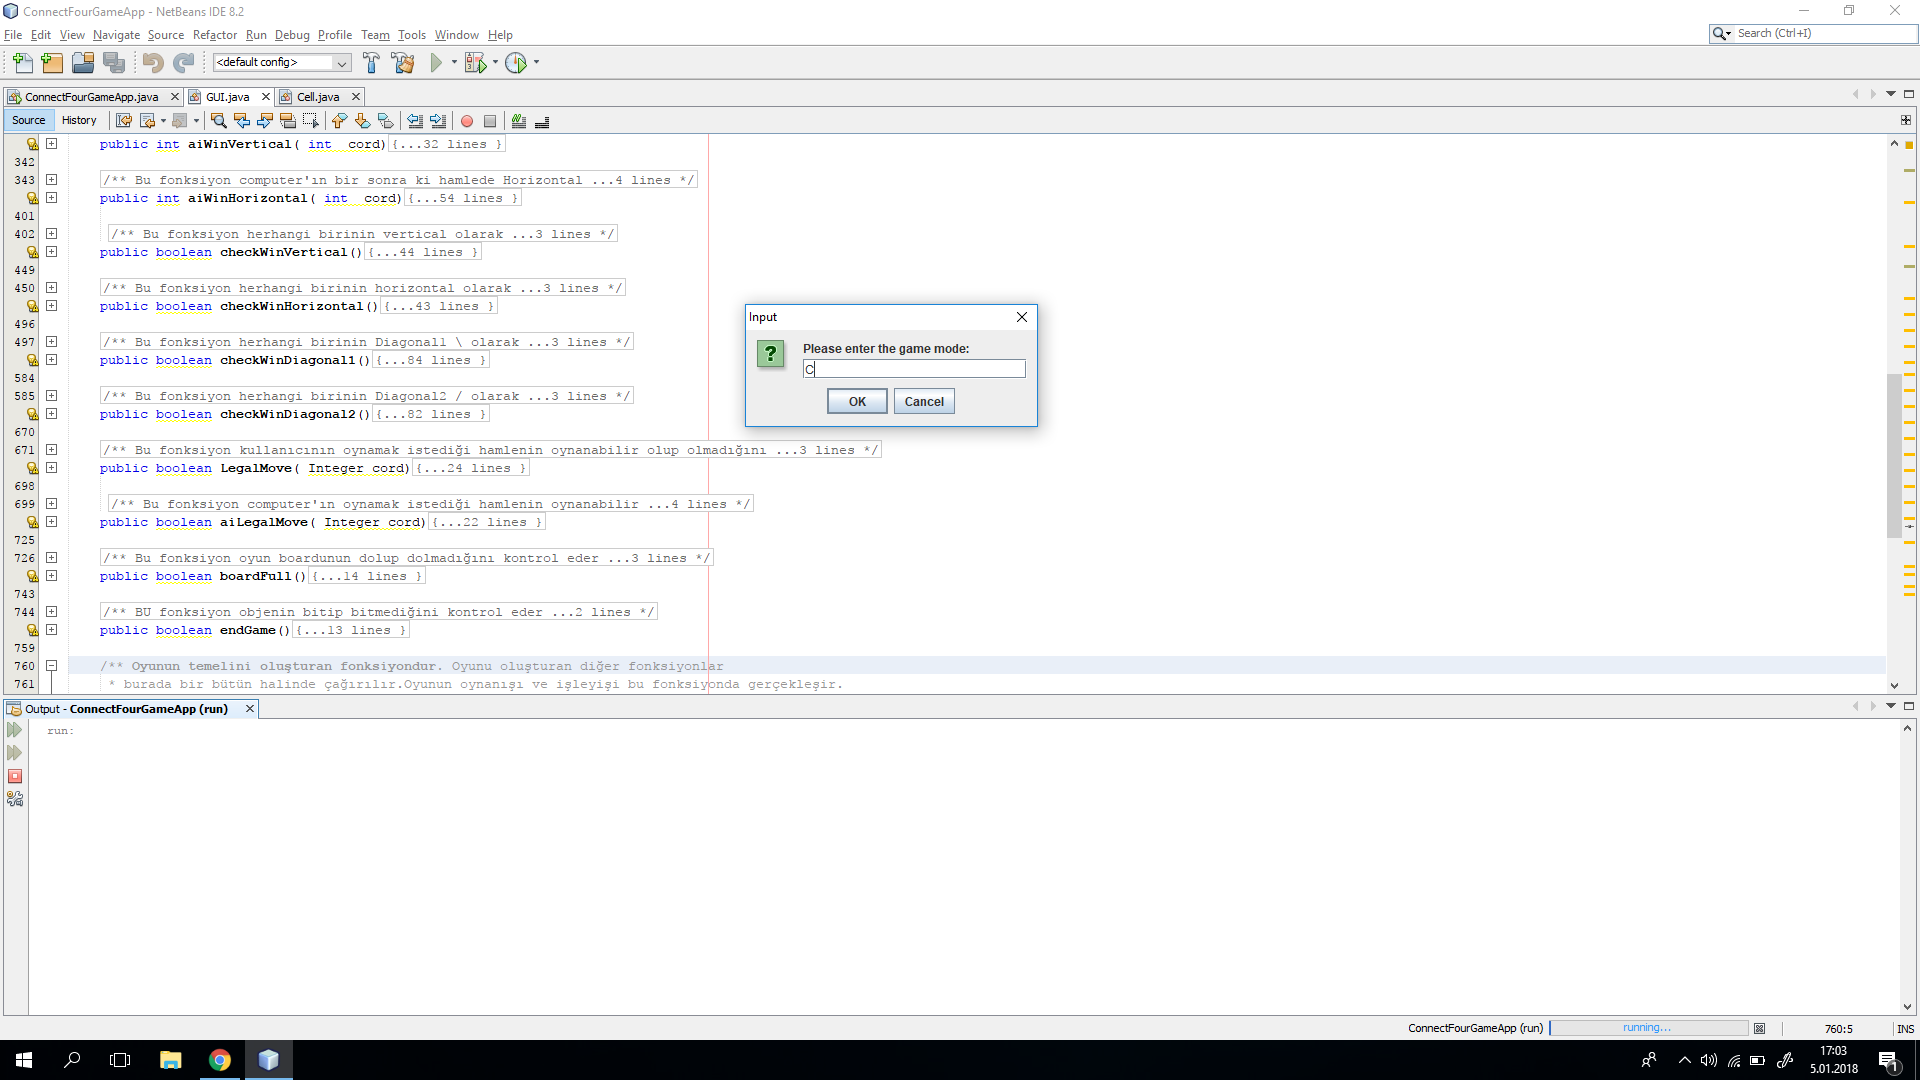 ConnectFourGameApp - NetBeans IDE 8.2
File Edit View Navigate Source Refactor Run Debug Profile Team Tools Window Help
Search (Ctrl+I)
<default config>
ConnectFourGameApp.java GUI.java Cell.java
Source History
public int aiWinVertical( int cord){...32 lines }
342
343 /** Bu fonksiyon computer'ın bir sonra ki hamlede Horizontal ...4 lines */
public int aiWinHorizontal( int cord){...54 lines }
401
402 /** Bu fonksiyon herhangi birinin vertical olarak ...3 lines */
public boolean checkWinVertical(){...44 lines }
449
450 /** Bu fonksiyon herhangi birinin horizontal olarak ...3 lines */
public boolean checkWinHorizontal(){...43 lines }
496
497 /** Bu fonksiyon herhangi birinin Diagonal1 \ olarak ...3 lines */
public boolean checkWinDiagonal1(){...84 lines }
584
585 /** Bu fonksiyon herhangi birinin Diagonal2 / olarak ...3 lines */
public boolean checkWinDiagonal2(){...82 lines }
670
671 /** Bu fonksiyon kullanıcının oynamak istediği hamlenin oynanabilir olup olmadığını ...3 lines */
public boolean LegalMove( Integer cord){...24 lines }
698
699 /** Bu fonksiyon computer'ın oynamak istediği hamlenin oynanabilir ...4 lines */
public boolean aiLegalMove( Integer cord){...22 lines }
725
726 /** Bu fonksiyon oyun boardunun dolup dolmadığını kontrol eder ...3 lines */
public boolean boardFull(){...14 lines }
743
744 /** BU fonksiyon objenin bitip bitmediğini kontrol eder ...2 lines */
public boolean endGame(){...13 lines }
759
760 /** Oyunun temelini oluşturan fonksiyondur. Oyunu oluşturan diğer fonksiyonlar
761 * burada bir bütün halinde çağırılır.Oyunun oynanışı ve işleyişi bu fonksiyonda gerçekleşir.
Input
?
Please enter the game mode:
C
OK Cancel
Output - ConnectFourGameApp (run)
run:
ConnectFourGameApp (run) running... 760:5 INS
17:03
5.01.2018
1